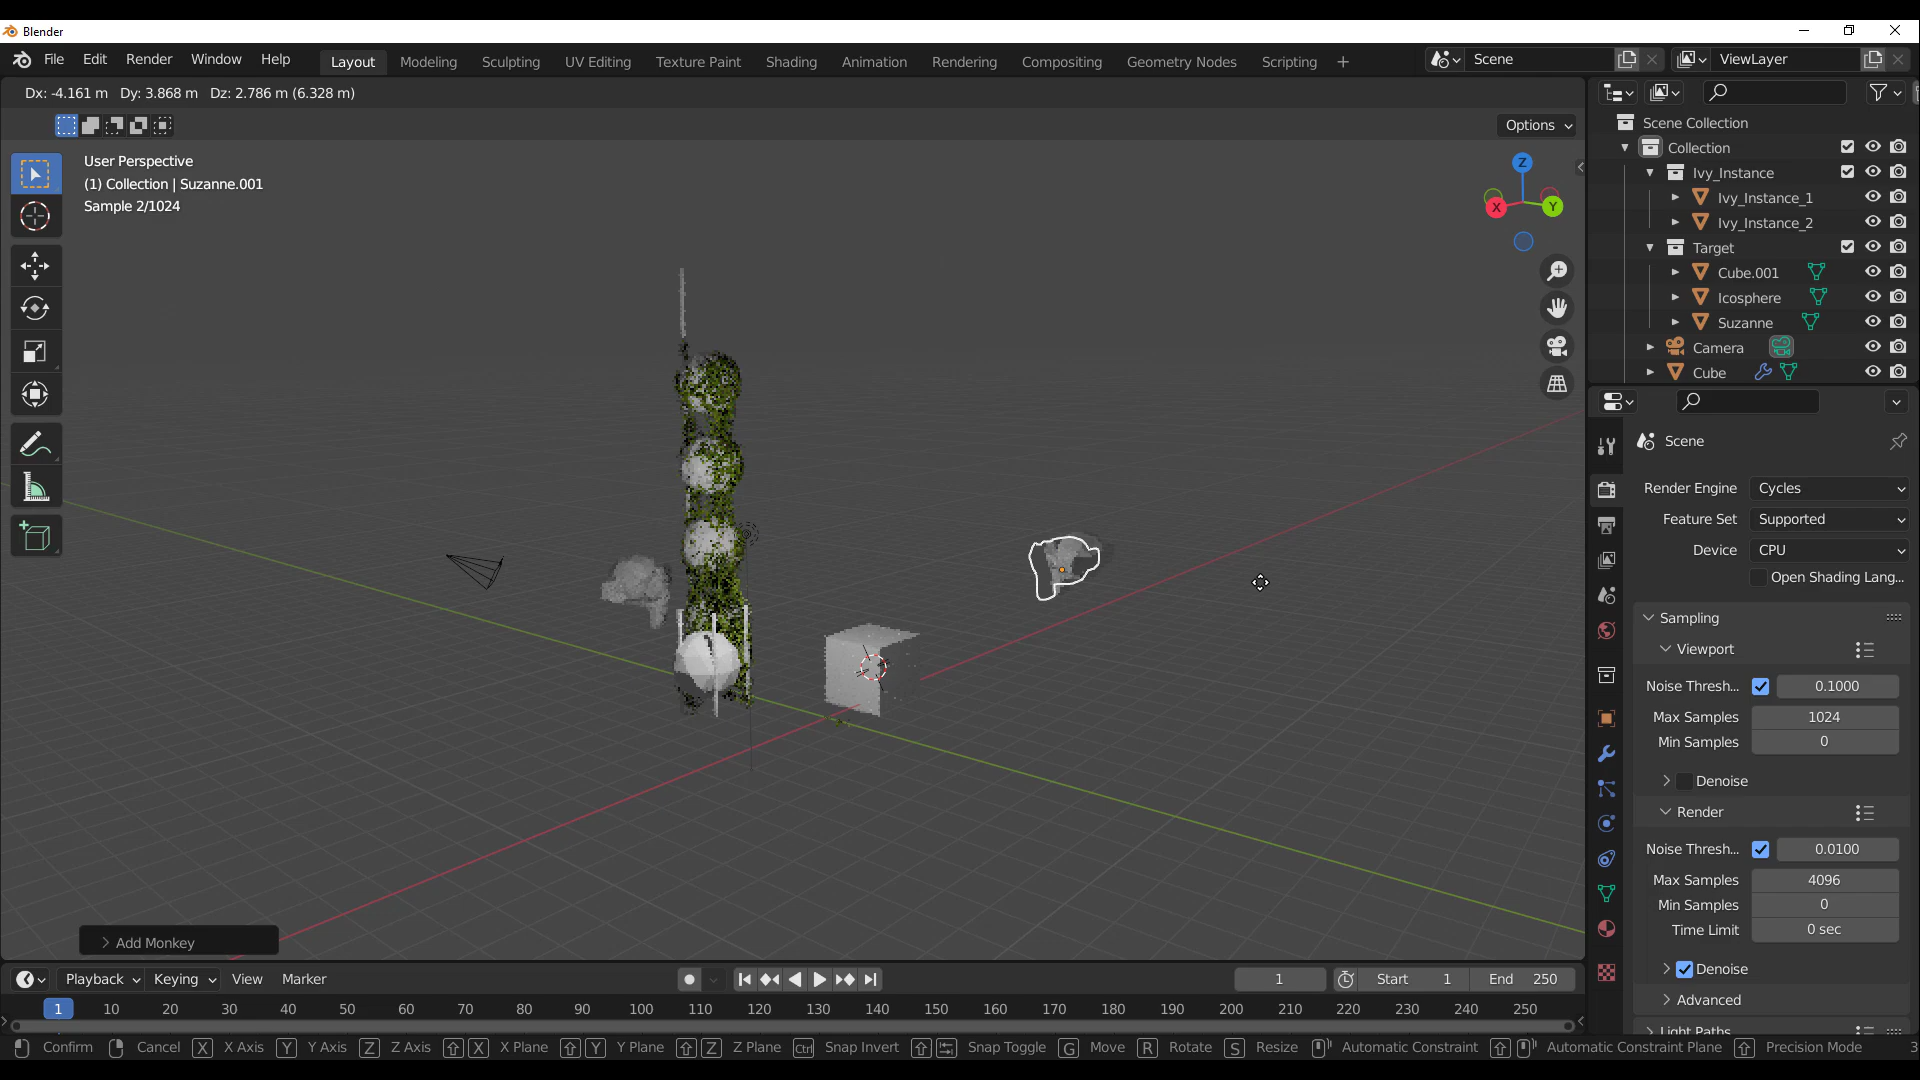 Blender
File Edit Render Window Help Layout Modeling Sculpting UV Editing Texture Paint Shading Animation Rendering Compositing Geometry Nodes Scripting + Scene ViewLayer
Dx: -4.161 m Dy: 3.868 m Dz: 2.786 m (6.328 m)
Options
User Perspective
(1) Collection | Suzanne.001
Sample 2/1024
Z
X
Y
Scene Collection
Collection
Ivy_Instance
Ivy_Instance_1
Ivy_Instance_2
Target
Cube.001
Icosphere
Suzanne
Camera
Cube
Scene
Render Engine Cycles
Feature Set Supported
Device CPU
Open Shading Lang...
Sampling
Viewport
Noise Thresh... 0.1000
Max Samples 1024
Min Samples 0
Denoise
Render
Noise Thresh... 0.0100
Max Samples 4096
Min Samples 0
Time Limit 0 sec
Denoise
Advanced
Light Paths
Add Monkey
Playback Keying View Marker 1 Start 1 End 250
1 10 20 30 40 50 60 70 80 90 100 110 120 130 140 150 160 170 180 190 200 210 220 230 240 250
Confirm Cancel X X Axis Y Y Axis Z Z Axis X X Plane Y Y Plane Z Z Plane Ctrl Snap Invert Snap Toggle G Move R Rotate S Resize Automatic Constraint Automatic Constraint Plane Precision Mode 3